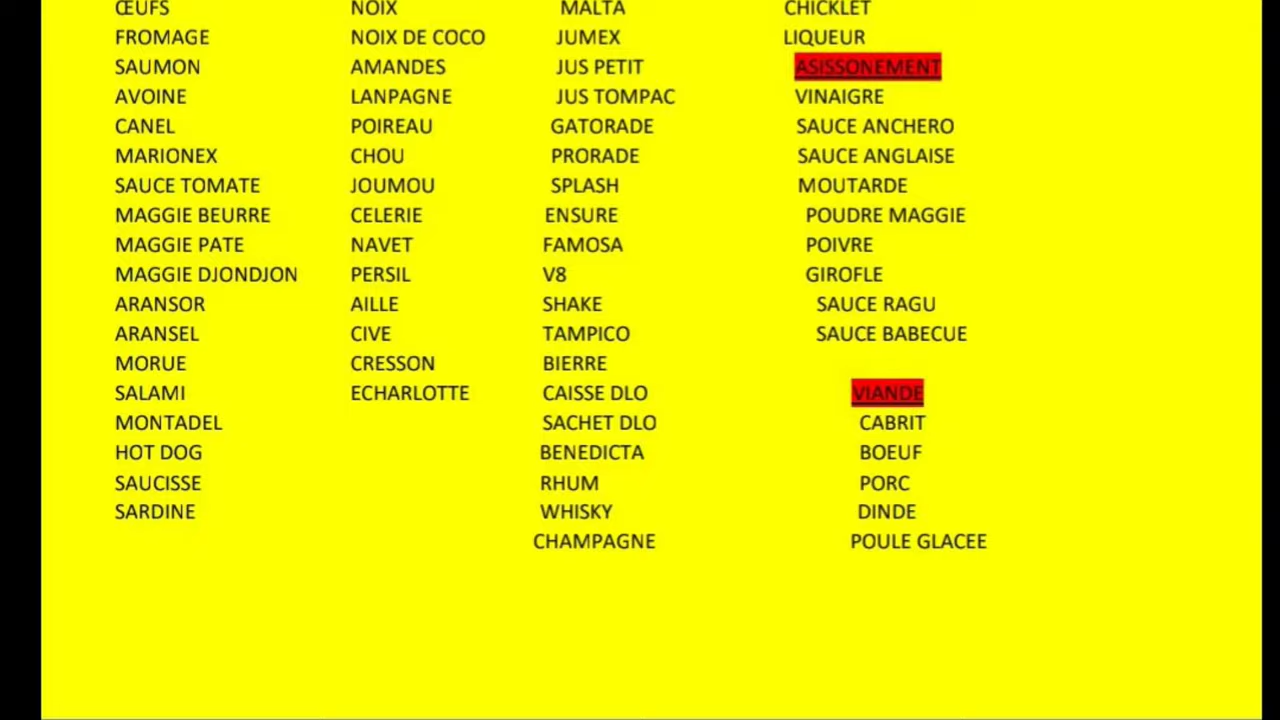 ŒUFS NOIX MALTA CHICKLET
FROMAGE NOIX DE COCO JUMEX LIQUEUR
SAUMON AMANDES JUS PETIT ASISSONEMENT
AVOINE LANPAGNE JUS TOMPAC VINAIGRE
CANEL POIREAU GATORADE SAUCE ANCHERO
MARIONEX CHOU PRORADE SAUCE ANGLAISE
SAUCE TOMATE JOUMOU SPLASH MOUTARDE
MAGGIE BEURRE CELERIE ENSURE POUDRE MAGGIE
MAGGIE PATE NAVET FAMOSA POIVRE
MAGGIE DJONDJON PERSIL V8 GIROFLE
ARANSOR AILLE SHAKE SAUCE RAGU
ARANSEL CIVE TAMPICO SAUCE BABECUE
MORUE CRESSON BIERRE
SALAMI ECHARLOTTE CAISSE DLO VIANDE
MONTADEL SACHET DLO CABRIT
HOT DOG BENEDICTA BOEUF
SAUCISSE RHUM PORC
SARDINE WHISKY DINDE
CHAMPAGNE POULE GLACEE